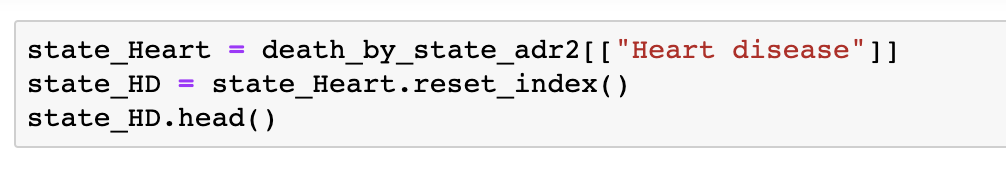 state_Heart = death_by_state_adr2[["Heart disease"]]
state_HD = state_Heart.reset_index()
state_HD.head()